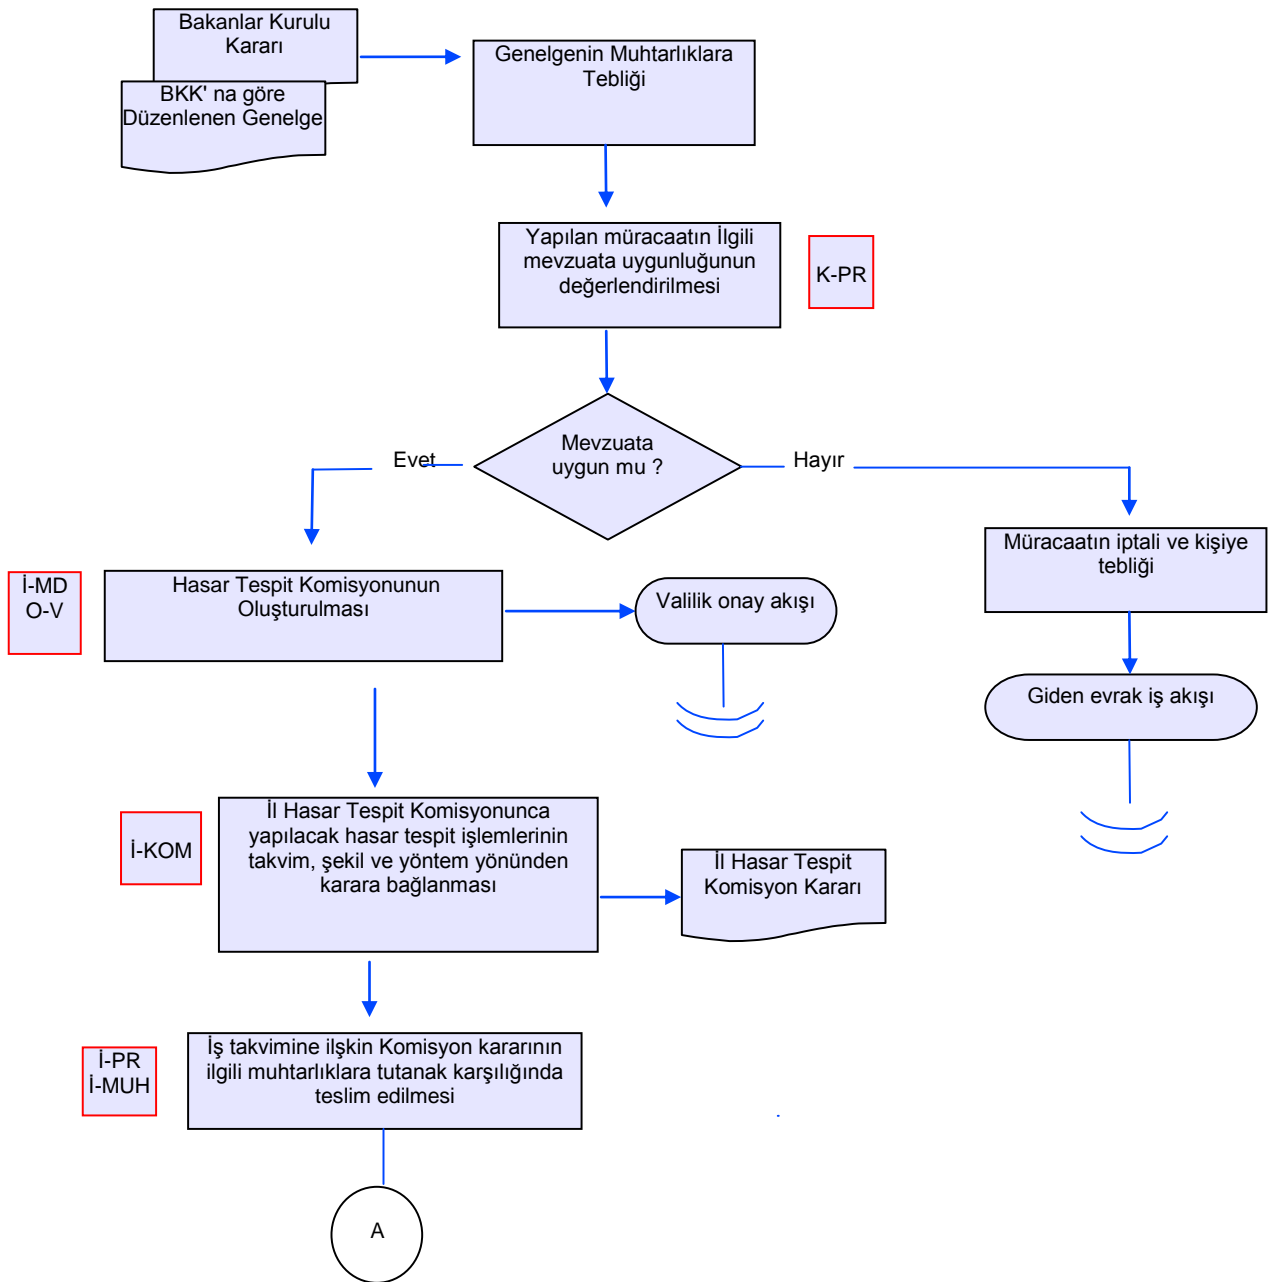 Bakanlar Kurulu
Kararı
BKK' na göre
Düzenlenen Genelge
Genelgenin Muhtarlıklara
Tebliği
Yapılan müracaatın İlgili
mevzuata uygunluğunun
değerlendirilmesi
K-PR
Mevzuata
uygun mu ?
Evet
Hayır
Müracaatın iptali ve kişiye
tebliği
İ-MD
O-V
Hasar Tespit Komisyonunun
Oluşturulması
Valilik onay akışı
Giden evrak iş akışı
İ-KOM
İl Hasar Tespit Komisyonunca
yapılacak hasar tespit işlemlerinin
takvim, şekil ve yöntem yönünden
karara bağlanması
İl Hasar Tespit
Komisyon Kararı
İ-PR
İ-MUH
İş takvimine ilşkin Komisyon kararının
ilgili muhtarlıklara tutanak karşılığında
teslim edilmesi
A